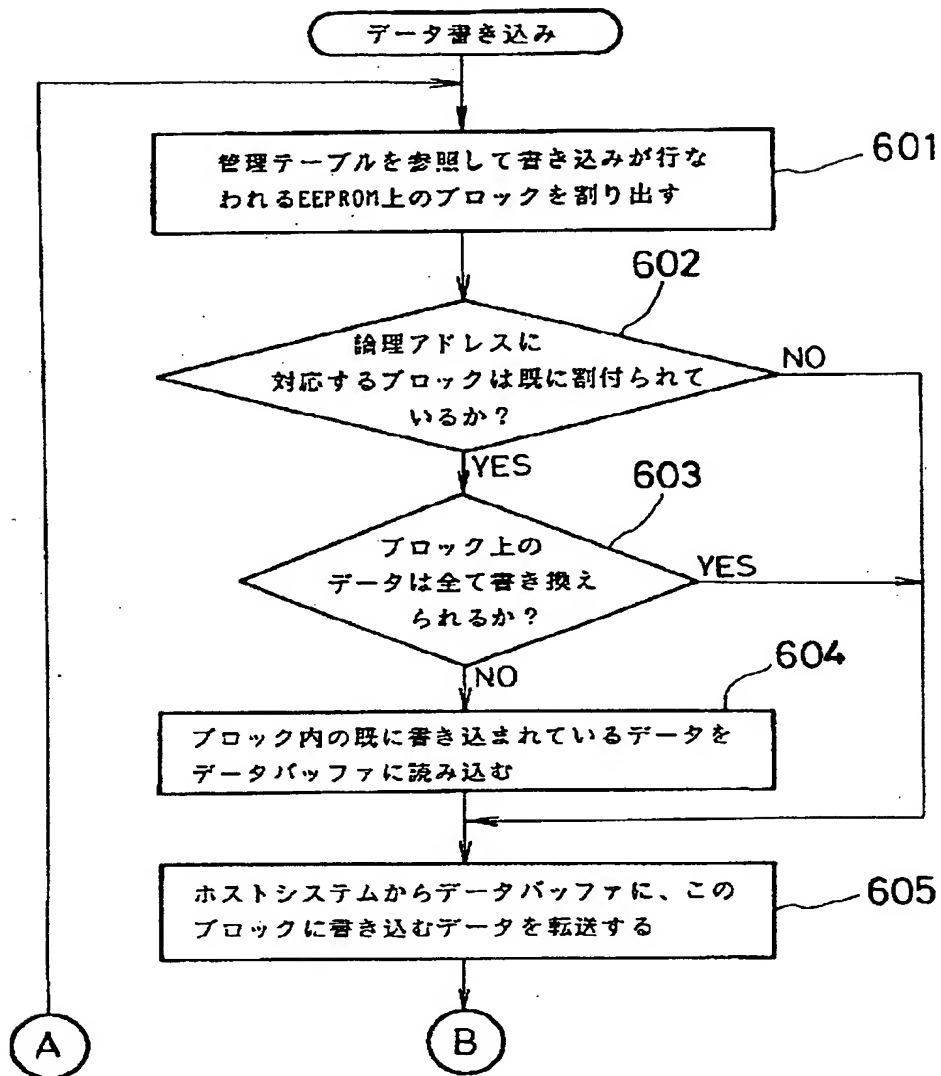 データ書き込み
管理テーブルを参照して書き込みが行な
われるEEPROM上のブロックを割り出す
601
602
論理アドレスに
対応するブロックは既に割付られて
いるか?
NO
YES
603
ブロック上の
データは全て書き換え
られるか?
YES
NO
604
ブロック内の既に書き込まれているデータを
データバッファに読み込む
ホストシステムからデータバッファに、この
ブロックに書き込むデータを転送する
605
A
B